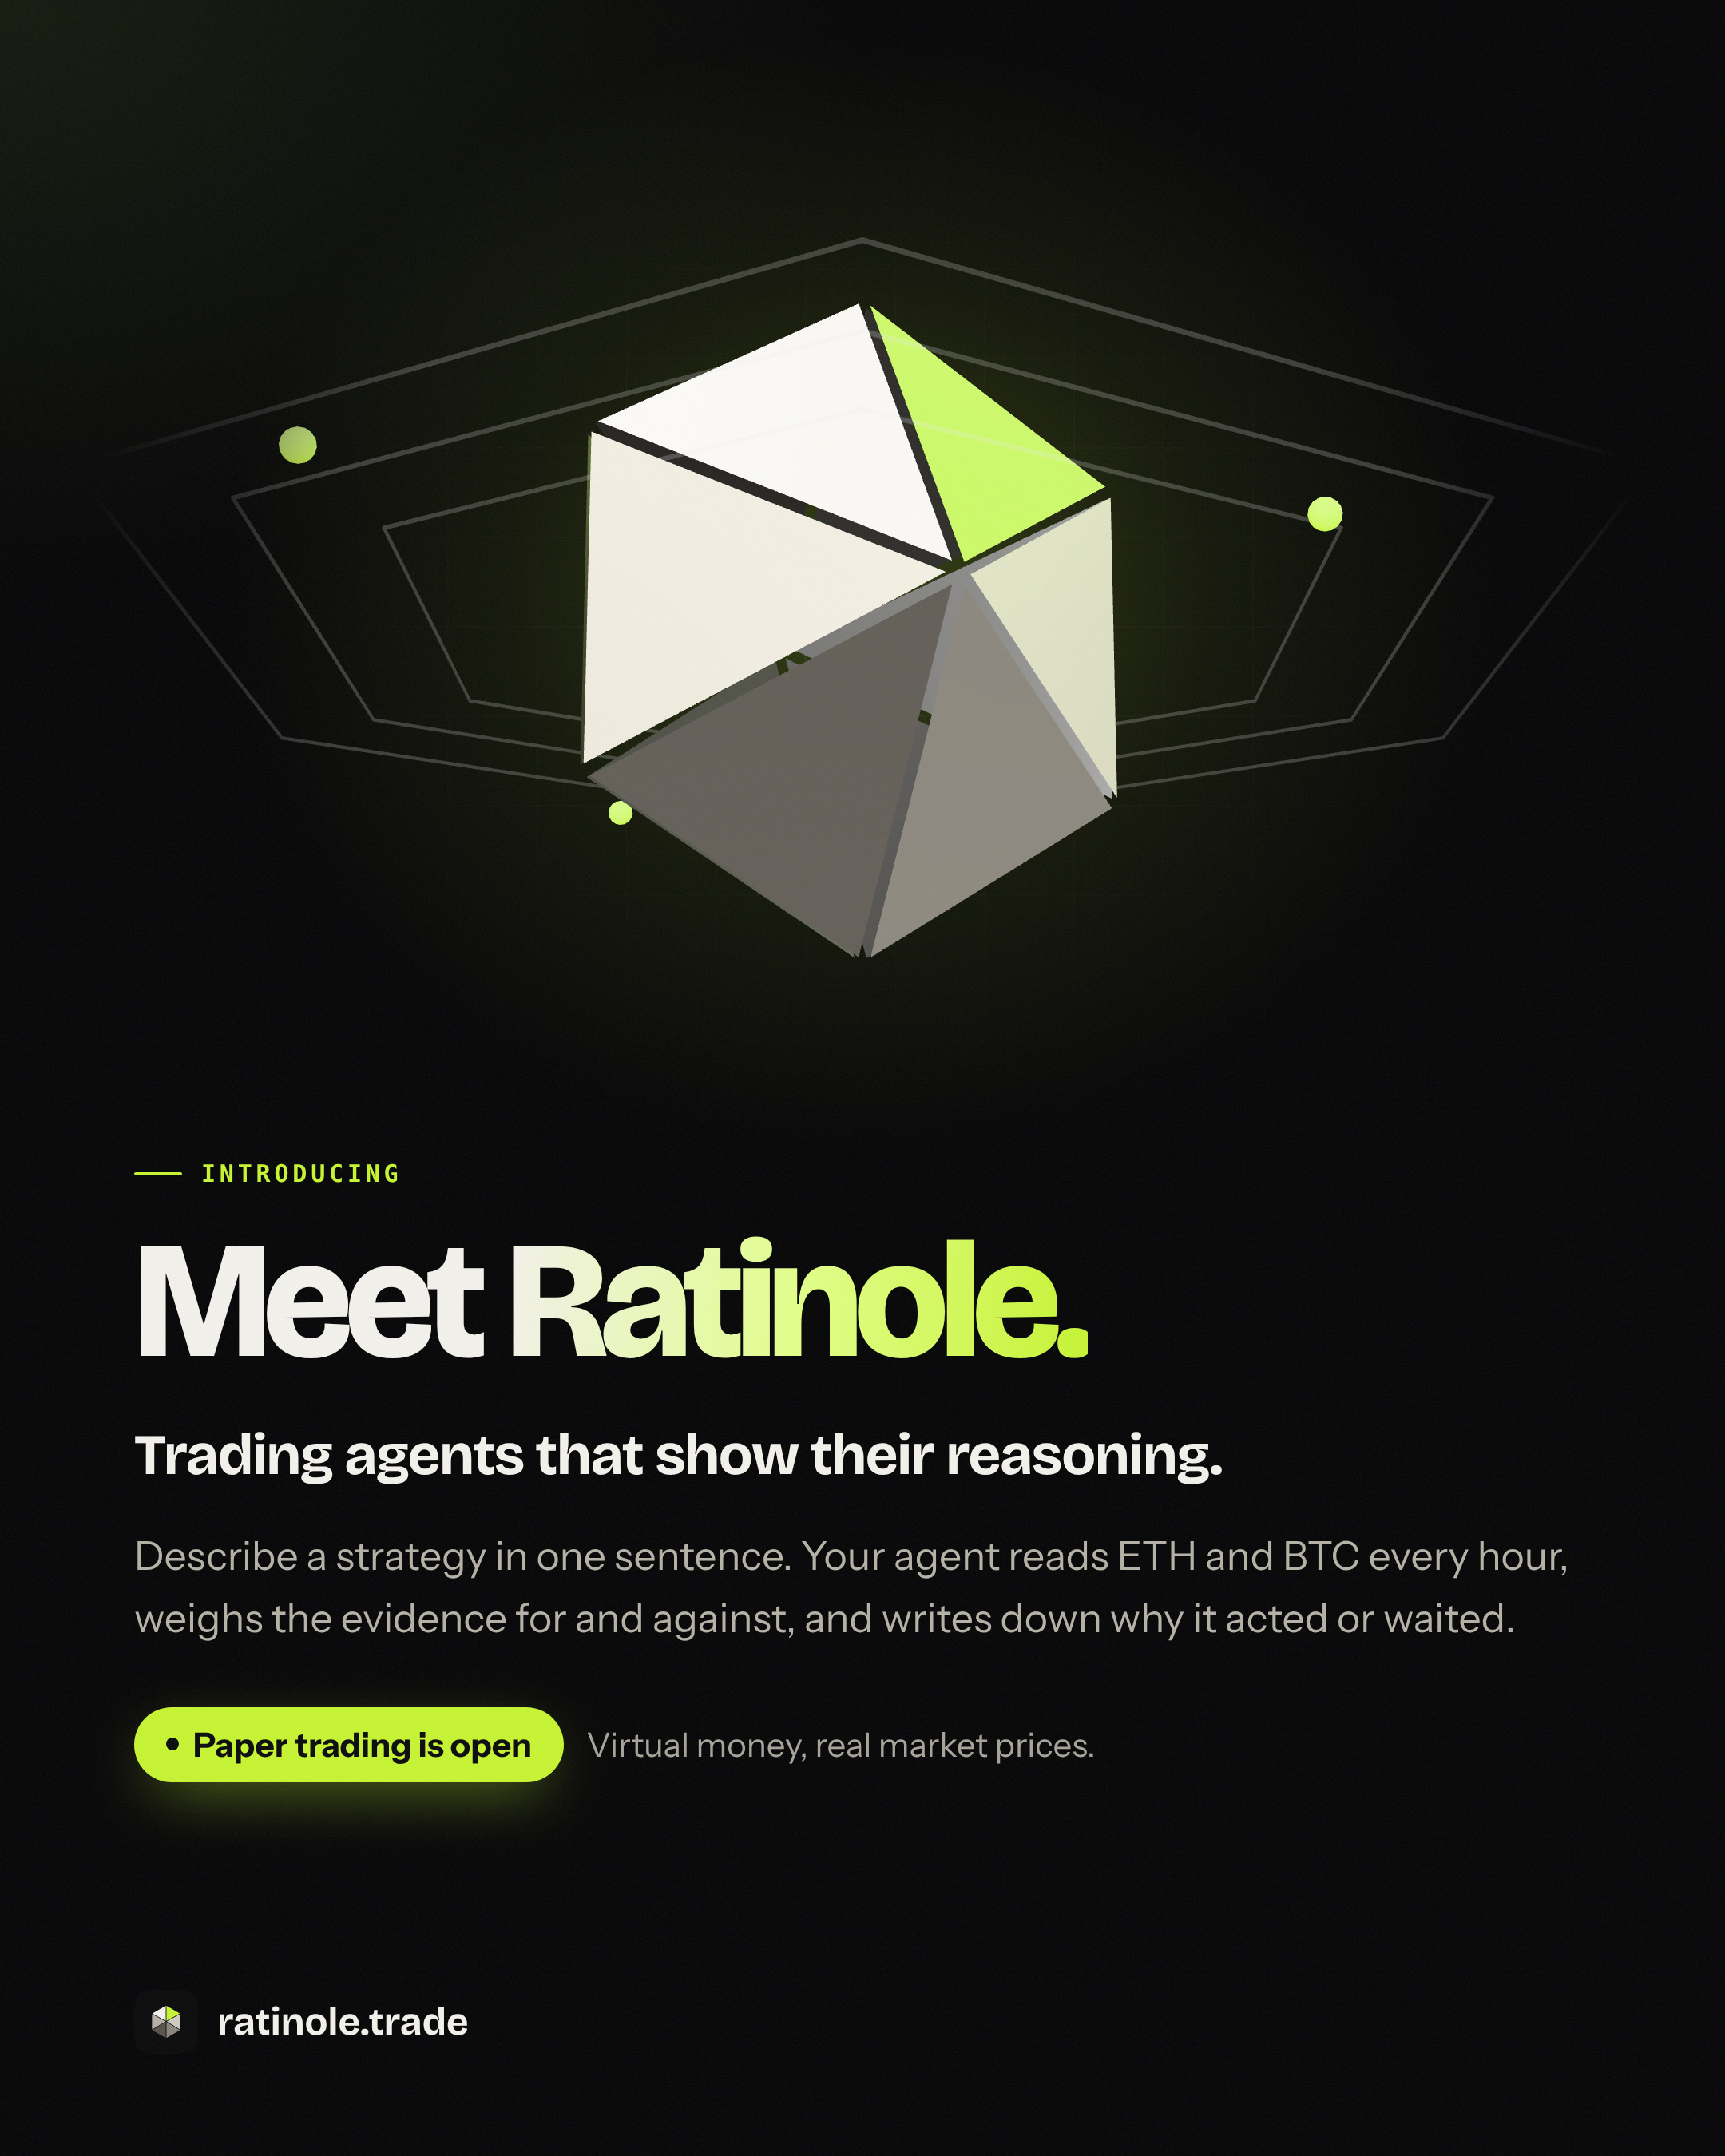 INTRODUCING
Meet Ratinole.
Trading agents that show their reasoning.
Describe a strategy in one sentence. Your agent reads ETH and BTC every hour,
weighs the evidence for and against, and writes down why it acted or waited.
Paper trading is open Virtual money, real market prices.
ratinole.trade